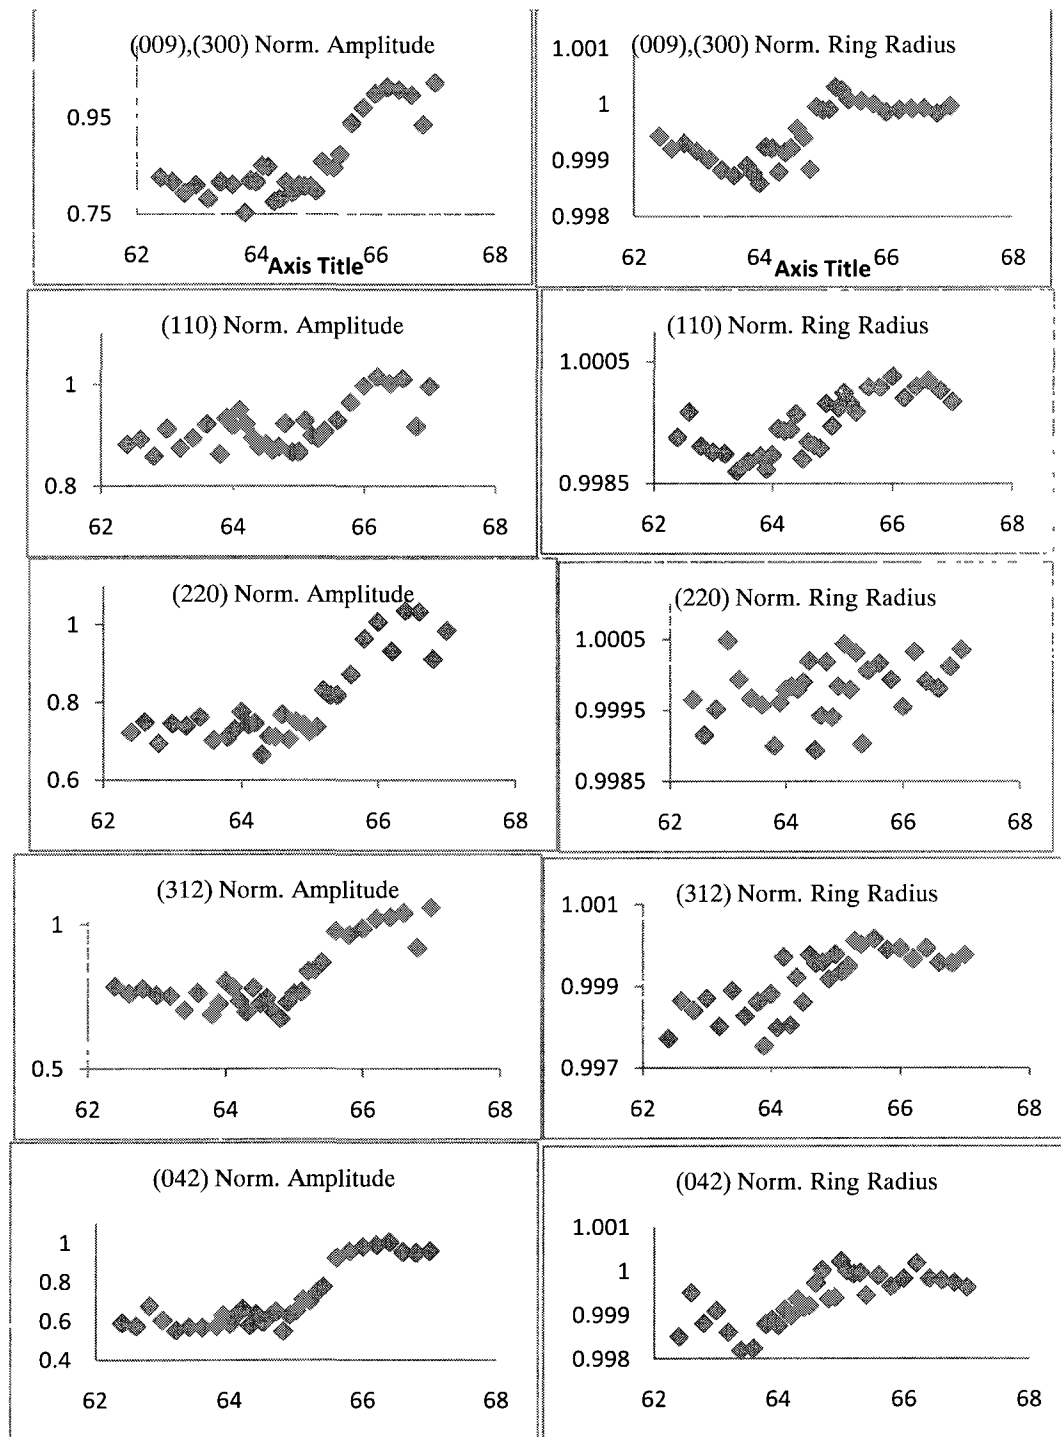 (009),(300) Norm. Amplitude
0.95
0.75
62 64 66 68
Axis Title
(009),(300) Norm. Ring Radius
1.001
1
0.999
0.998
62 64 66 68
Axis Title
(110) Norm. Amplitude
1
0.8
62 64 66 68
(110) Norm. Ring Radius
1.0005
0.9985
62 64 66 68
(220) Norm. Amplitude
1
0.8
0.6
62 64 66 68
(220) Norm. Ring Radius
1.0005
0.9995
0.9985
62 64 66 68
(312) Norm. Amplitude
1
0.5
62 64 66 68
(312) Norm. Ring Radius
1.001
0.999
0.997
62 64 66 68
(042) Norm. Amplitude
1
0.8
0.6
0.4
62 64 66 68
(042) Norm. Ring Radius
1.001
1
0.999
0.998
62 64 66 68